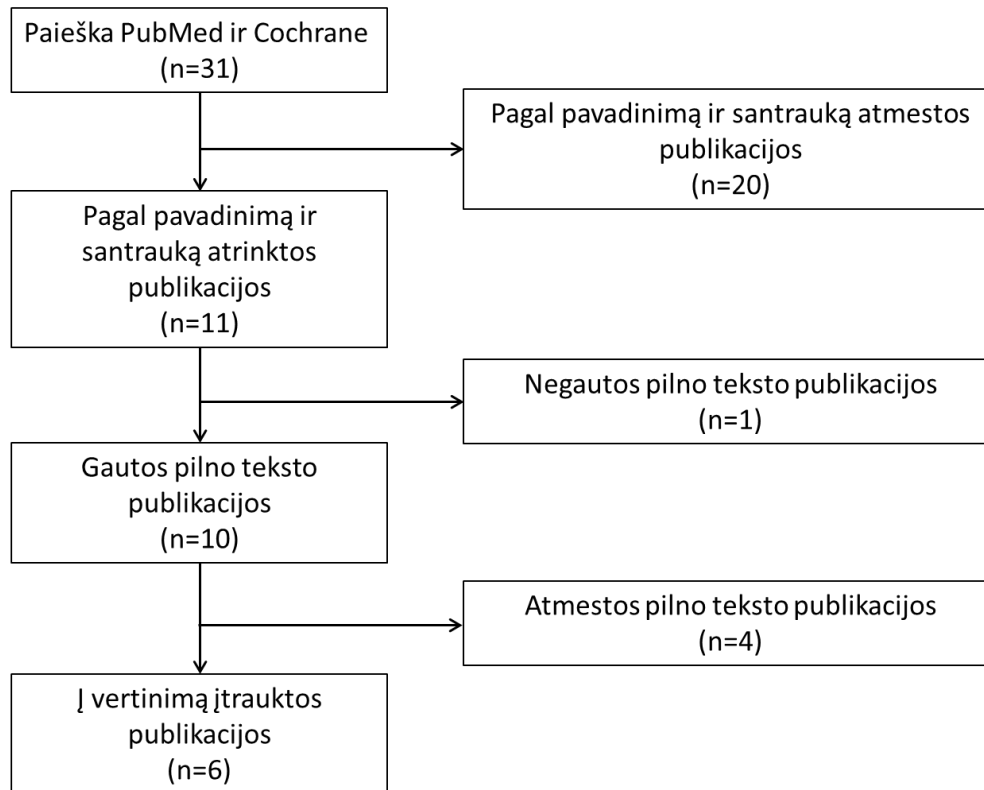 Paieška PubMed ir Cochrane
(n=31)
Pagal pavadinimą ir santrauką atmestos
publikacijos
(n=20)
Pagal pavadinimą ir
santrauką atrinktos
publikacijos
(n=11)
Negautos pilno teksto publikacijos
(n=1)
Gautos pilno teksto
publikacijos
(n=10)
Atmestos pilno teksto publikacijos
(n=4)
Į vertinimą įtrauktos
publikacijos
(n=6)